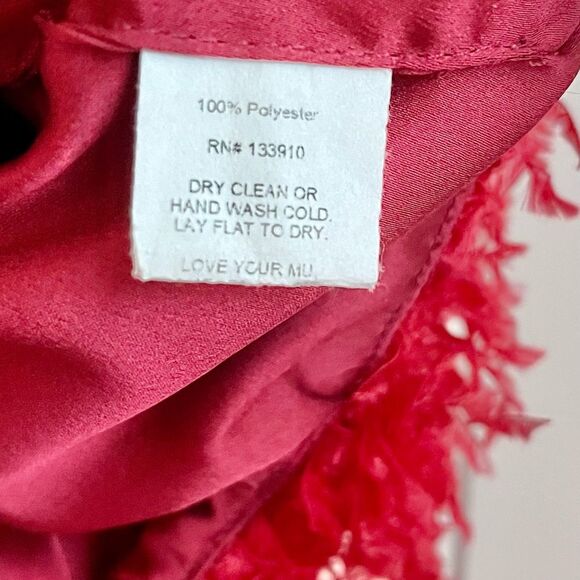 100% Polyester
RN# 133910
DRY CLEAN OR
HAND WASH COLD.
LAY FLAT TO DRY.
LOVE YOUR MU.